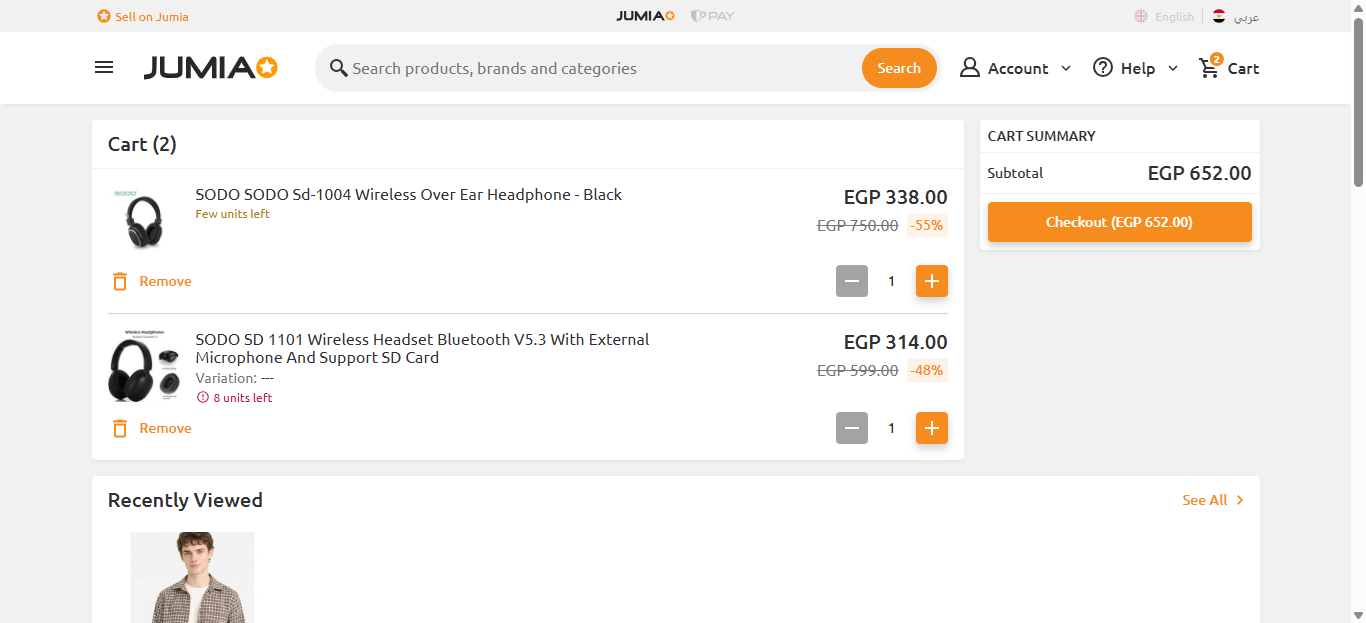 Sell on Jumia
JUMIA
PAY
English
عربي
JUMIA
Search products, brands and categories
Search
Account
Help
2
Cart
Cart (2)
SODO
SODO SODO Sd-1004 Wireless Over Ear Headphone - Black
Few units left
EGP 338.00
EGP 750.00
-55%
Remove
1
Wireless Headphones
SODO SD 1101 Wireless Headset Bluetooth V5.3 With External
Microphone And Support SD Card
Variation: ---
8 units left
EGP 314.00
EGP 599.00
-48%
Remove
1
CART SUMMARY
Subtotal
EGP 652.00
Checkout (EGP 652.00)
Recently Viewed
See All